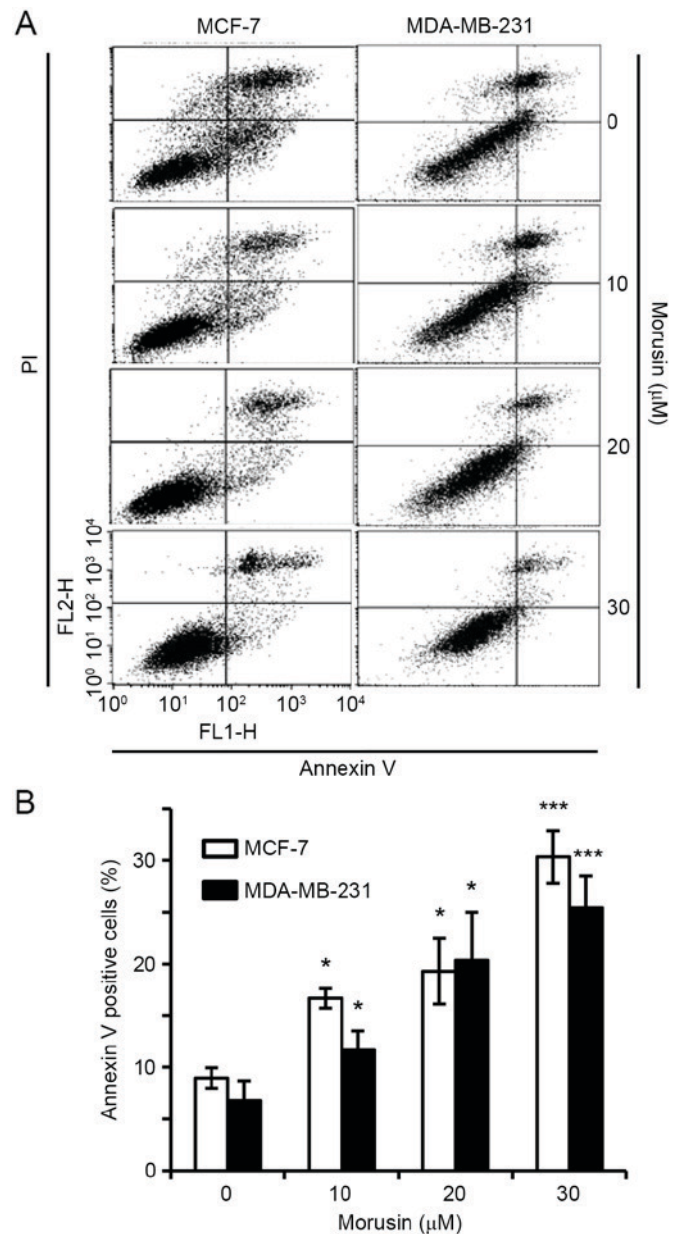 A
MCF-7
MDA-MB-231
PI
0
10
20
30
Morusin (μM)
FL2-H
10⁰ 10¹ 10² 10³ 10⁴
10⁰ 10¹ 10² 10³ 10⁴
FL1-H
Annexin V
B
MCF-7
MDA-MB-231
Annexin V positive cells (%)
30
20
10
0
* * * * *** ***
0 10 20 30
Morusin (μM)